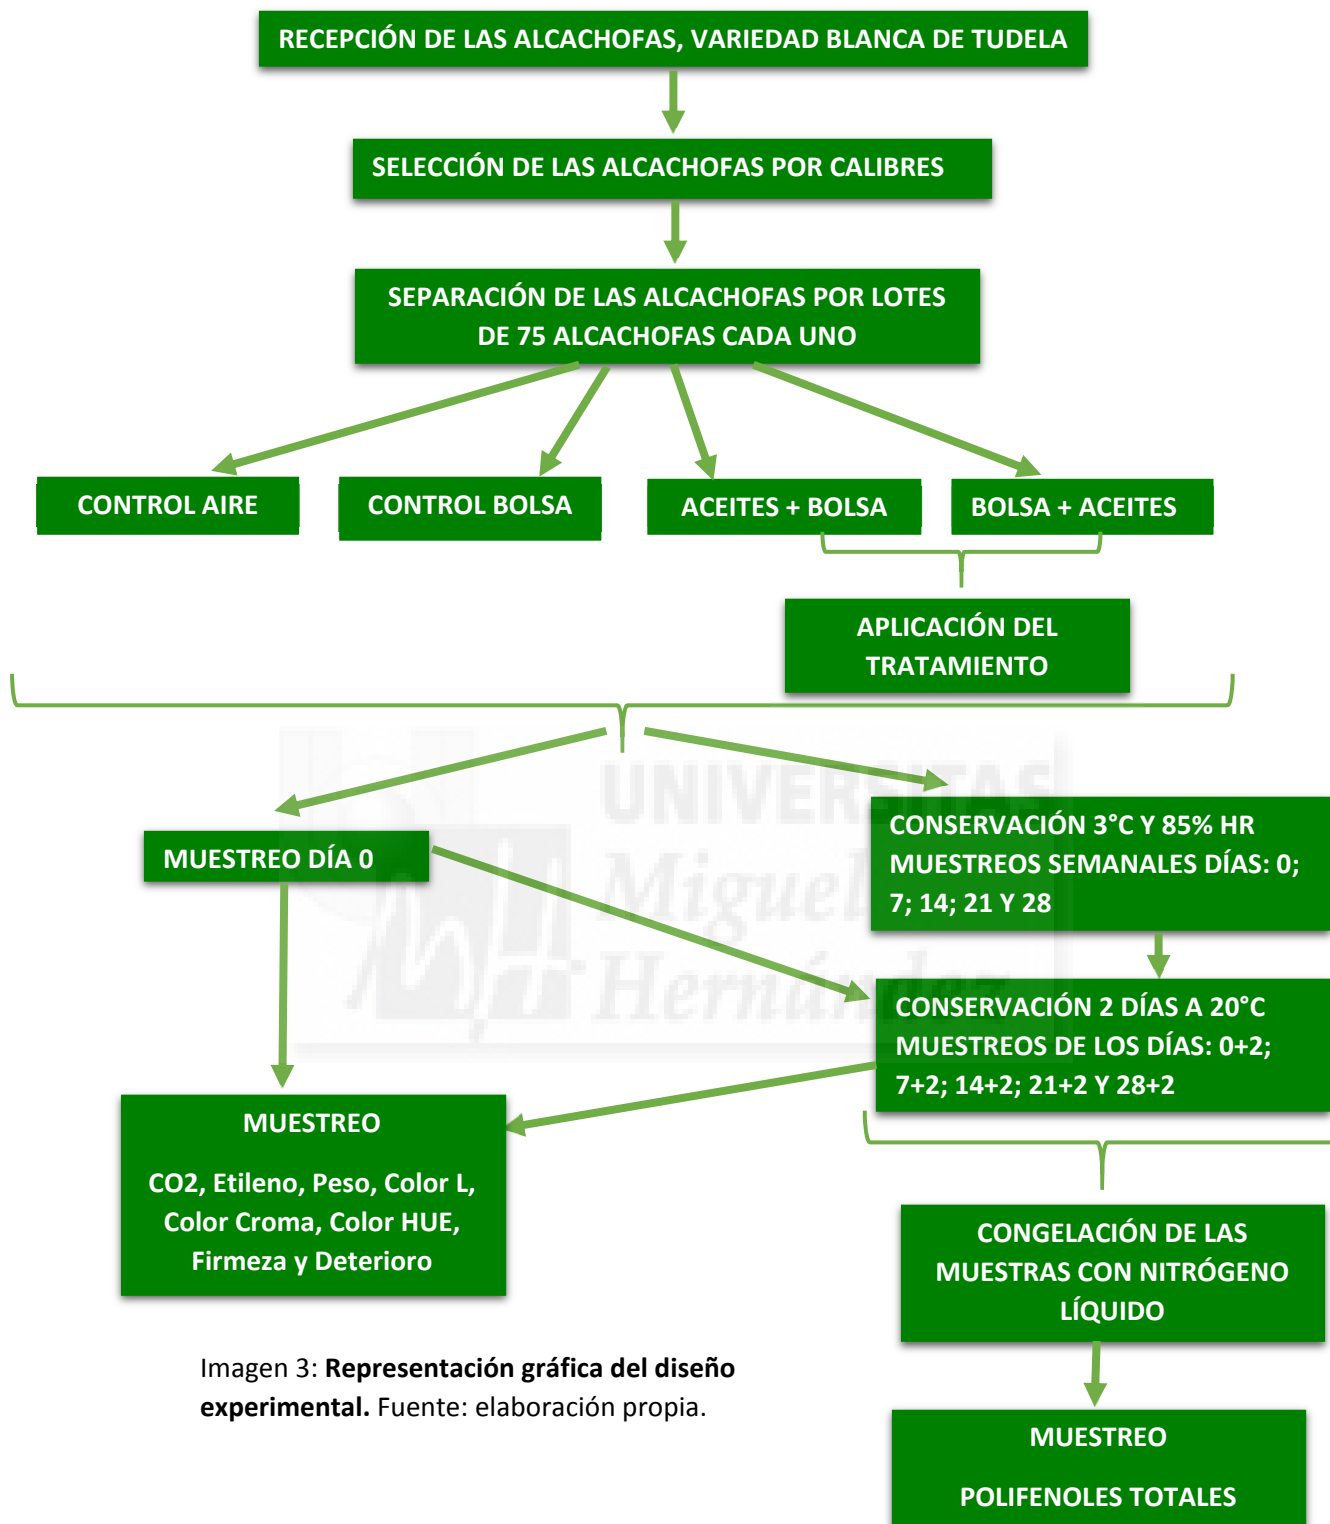 RECEPCIÓN DE LAS ALCACHOFAS, VARIEDAD BLANCA DE TUDELA
SELECCIÓN DE LAS ALCACHOFAS POR CALIBRES
SEPARACIÓN DE LAS ALCACHOFAS POR LOTES
DE 75 ALCACHOFAS CADA UNO
CONTROL AIRE
CONTROL BOLSA
ACEITES + BOLSA
BOLSA + ACEITES
APLICACIÓN DEL
TRATAMIENTO
UNIVERSITAS
Miguel
Hernández
MUESTREO DÍA 0
CONSERVACIÓN 3°C Y 85% HR
MUESTREOS SEMANALES DÍAS: 0;
7; 14; 21 Y 28
CONSERVACIÓN 2 DÍAS A 20°C
MUESTREOS DE LOS DÍAS: 0+2;
7+2; 14+2; 21+2 Y 28+2
MUESTREO
CO2, Etileno, Peso, Color L,
Color Croma, Color HUE,
Firmeza y Deterioro
CONGELACIÓN DE LAS
MUESTRAS CON NITRÓGENO
LÍQUIDO
MUESTREO
POLIFENOLES TOTALES
Imagen 3: Representación gráfica del diseño
experimental. Fuente: elaboración propia.